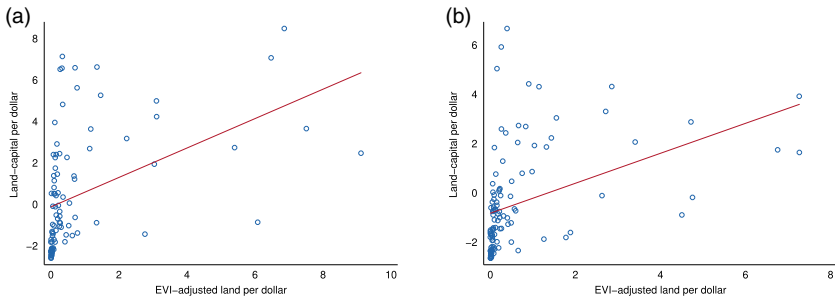 (a)
8
6
4
2
0
−2
Land−capital per dollar
0 2 4 6 8 10
EVI−adjusted land per dollar
(b)
6
4
2
0
−2
Land−capital per dollar
0 2 4 6 8
EVI−adjusted land per dollar